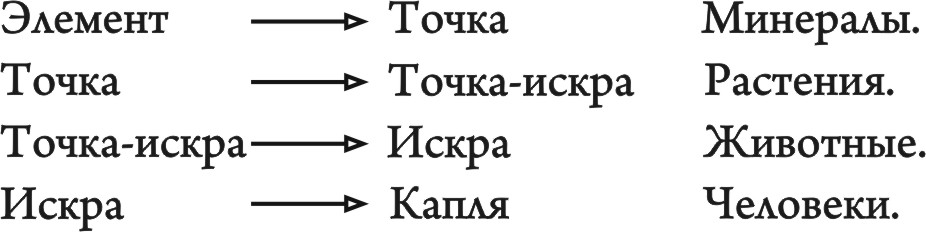 Элемент → Точка Минералы.
Точка → Точка-искра Растения.
Точка-искра → Искра Животные.
Искра → Капля Человеки.